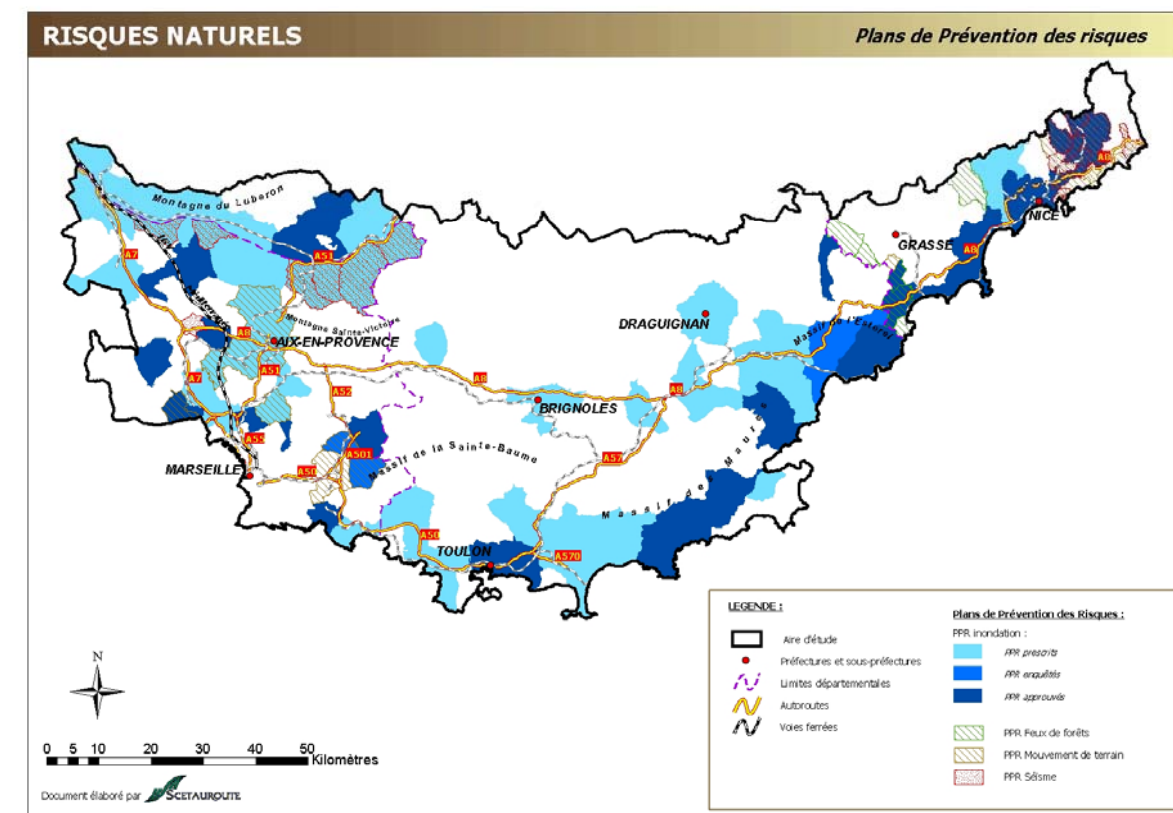 RISQUES NATURELS
Plans de Prévention des risques
Montagne du Luberon
A8
NICE
GRASSE
A8
A7
A51
Montagne Sainte-Victoire
DRAGUIGNAN
Massif de l'Esterel
A8
AIX-EN-PROVENCE
A51
A7
A8
A8
A52
BRIGNOLES
A55
A501
A50
MARSEILLE
Massif de la Sainte-Baume
A57
Massif des Maures
A50
TOULON
A570
LEGENDE :
Aire d'étude
Préfectures et sous-préfectures
Limites départementales
Autoroutes
Voies ferrées
Plans de Prévention des Risques :
PPR inondation :
PPR prescrits
PPR enquêtés
PPR approuvés
PPR Feux de forêts
PPR Mouvement de terrain
PPR Séïsme
N
0 5 10 20 30 40 50
Kilomètres
Document élaboré par SCETAUROUTE